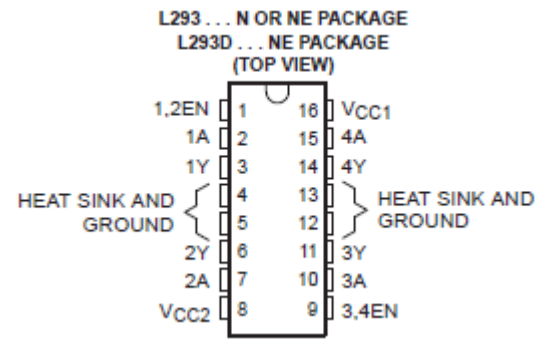 L293 . . . N OR NE PACKAGE
L293D . . . NE PACKAGE
(TOP VIEW)
1,2EN 1 16 VCC1
1A 2 15 4A
1Y 3 14 4Y
HEAT SINK AND GROUND 4 13 HEAT SINK AND GROUND
5 12
2Y 6 11 3Y
2A 7 10 3A
VCC2 8 9 3,4EN